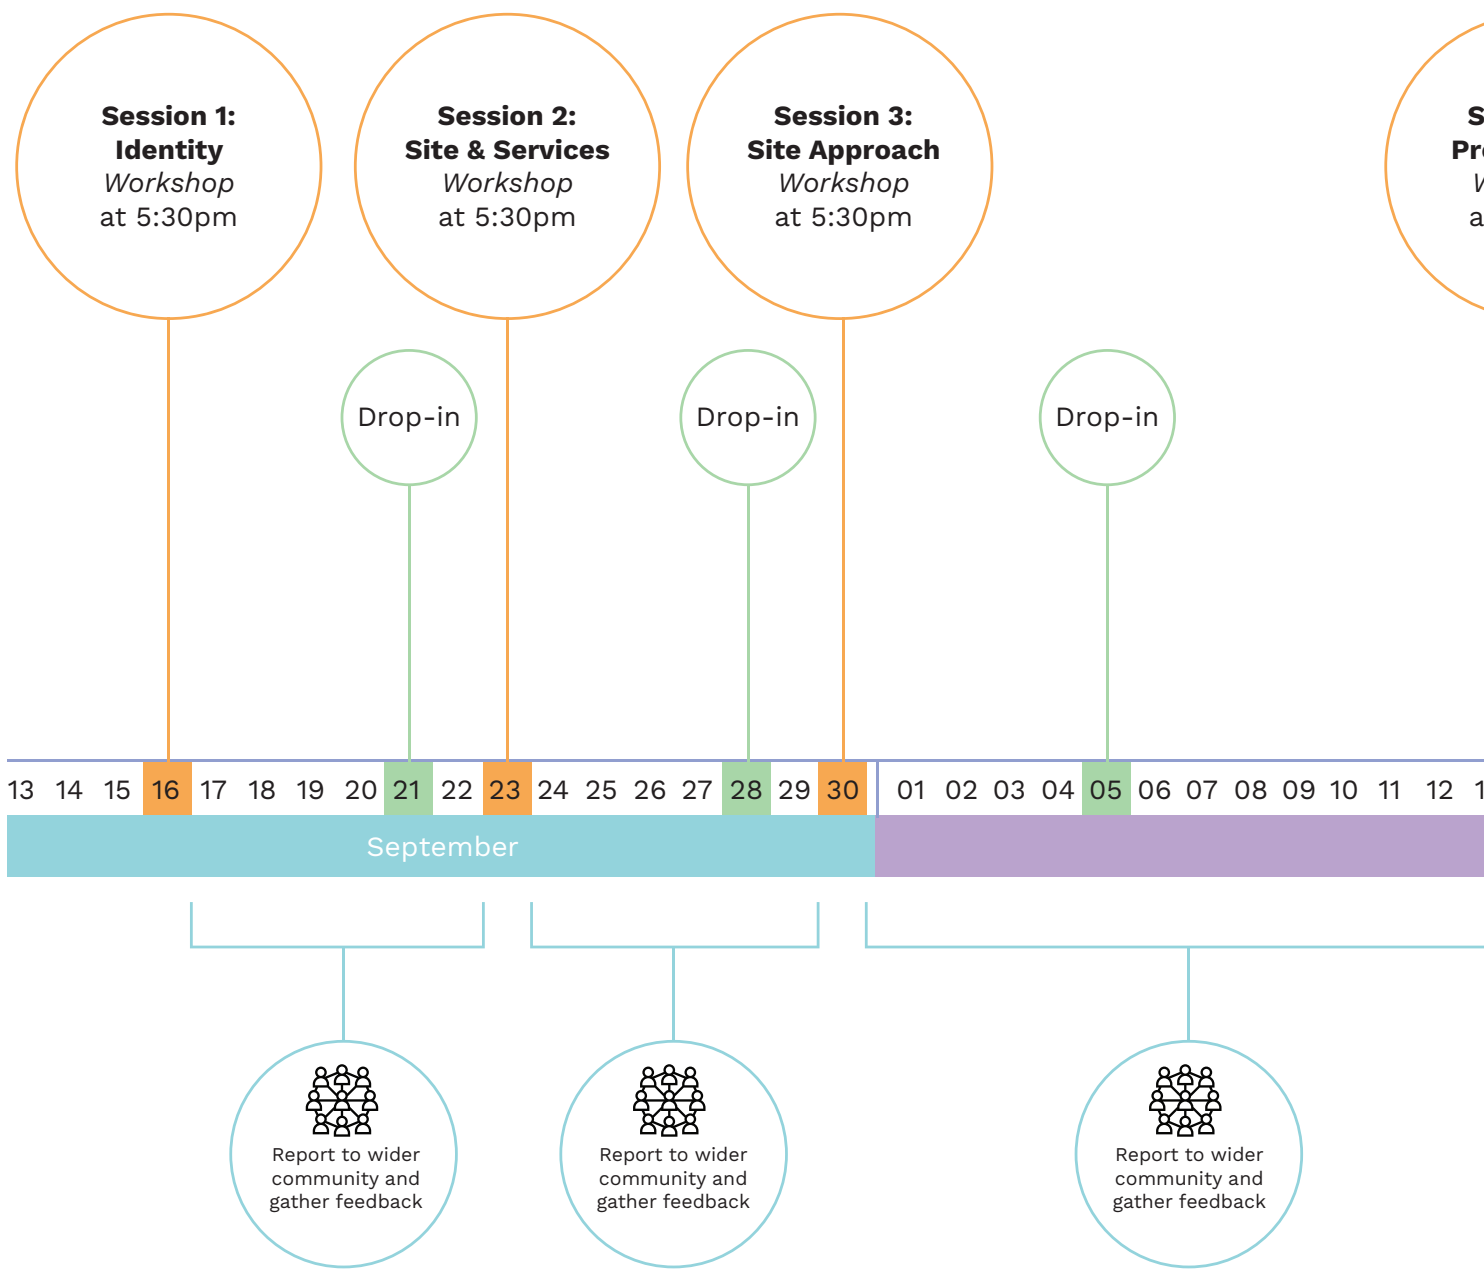 Session 1:
Identity
Workshop
at 5:30pm
Session 2:
Site & Services
Workshop
at 5:30pm
Session 3:
Site Approach
Workshop
at 5:30pm
Drop-in
Drop-in
Drop-in
13 14 15 16 17 18 19 20 21 22 23 24 25 26 27 28 29 30 01 02 03 04 05 06 07 08 09 10 11 12
September
Report to wider
community and
gather feedback
Report to wider
community and
gather feedback
Report to wider
community and
gather feedback